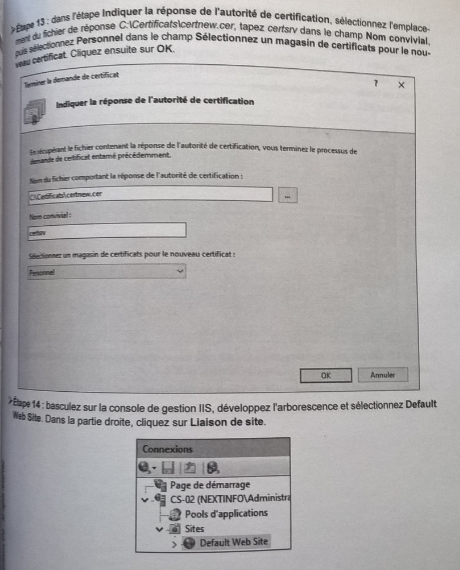 ➢Étape 13 : dans l'étape Indiquer la réponse de l'autorité de certification, sélectionnez l'emplace-
ment du fichier de réponse C:\Certificats\certnew.cer, tapez certsrv dans le champ Nom convivial,
puis sélectionnez Personnel dans le champ Sélectionnez un magasin de certificats pour le nou-
veau certificat. Cliquez ensuite sur OK.
Terminer la demande de certificat
? ×
Indiquer la réponse de l'autorité de certification
En récupérant le fichier contenant la réponse de l'autorité de certification, vous terminez le processus de
demande de certificat entamé précédemment.
Nom du fichier comportant la réponse de l'autorité de certification :
C:\Certificats\certnew.cer
...
Nom convivial :
certsrv
Sélectionnez un magasin de certificats pour le nouveau certificat :
Personnel
OK Annuler
➢Étape 14 : basculez sur la console de gestion IIS, développez l'arborescence et sélectionnez Default
Web Site. Dans la partie droite, cliquez sur Liaison de site.
Connexions
Page de démarrage
CS-02 (NEXTINFO\Administra
Pools d'applications
Sites
Default Web Site